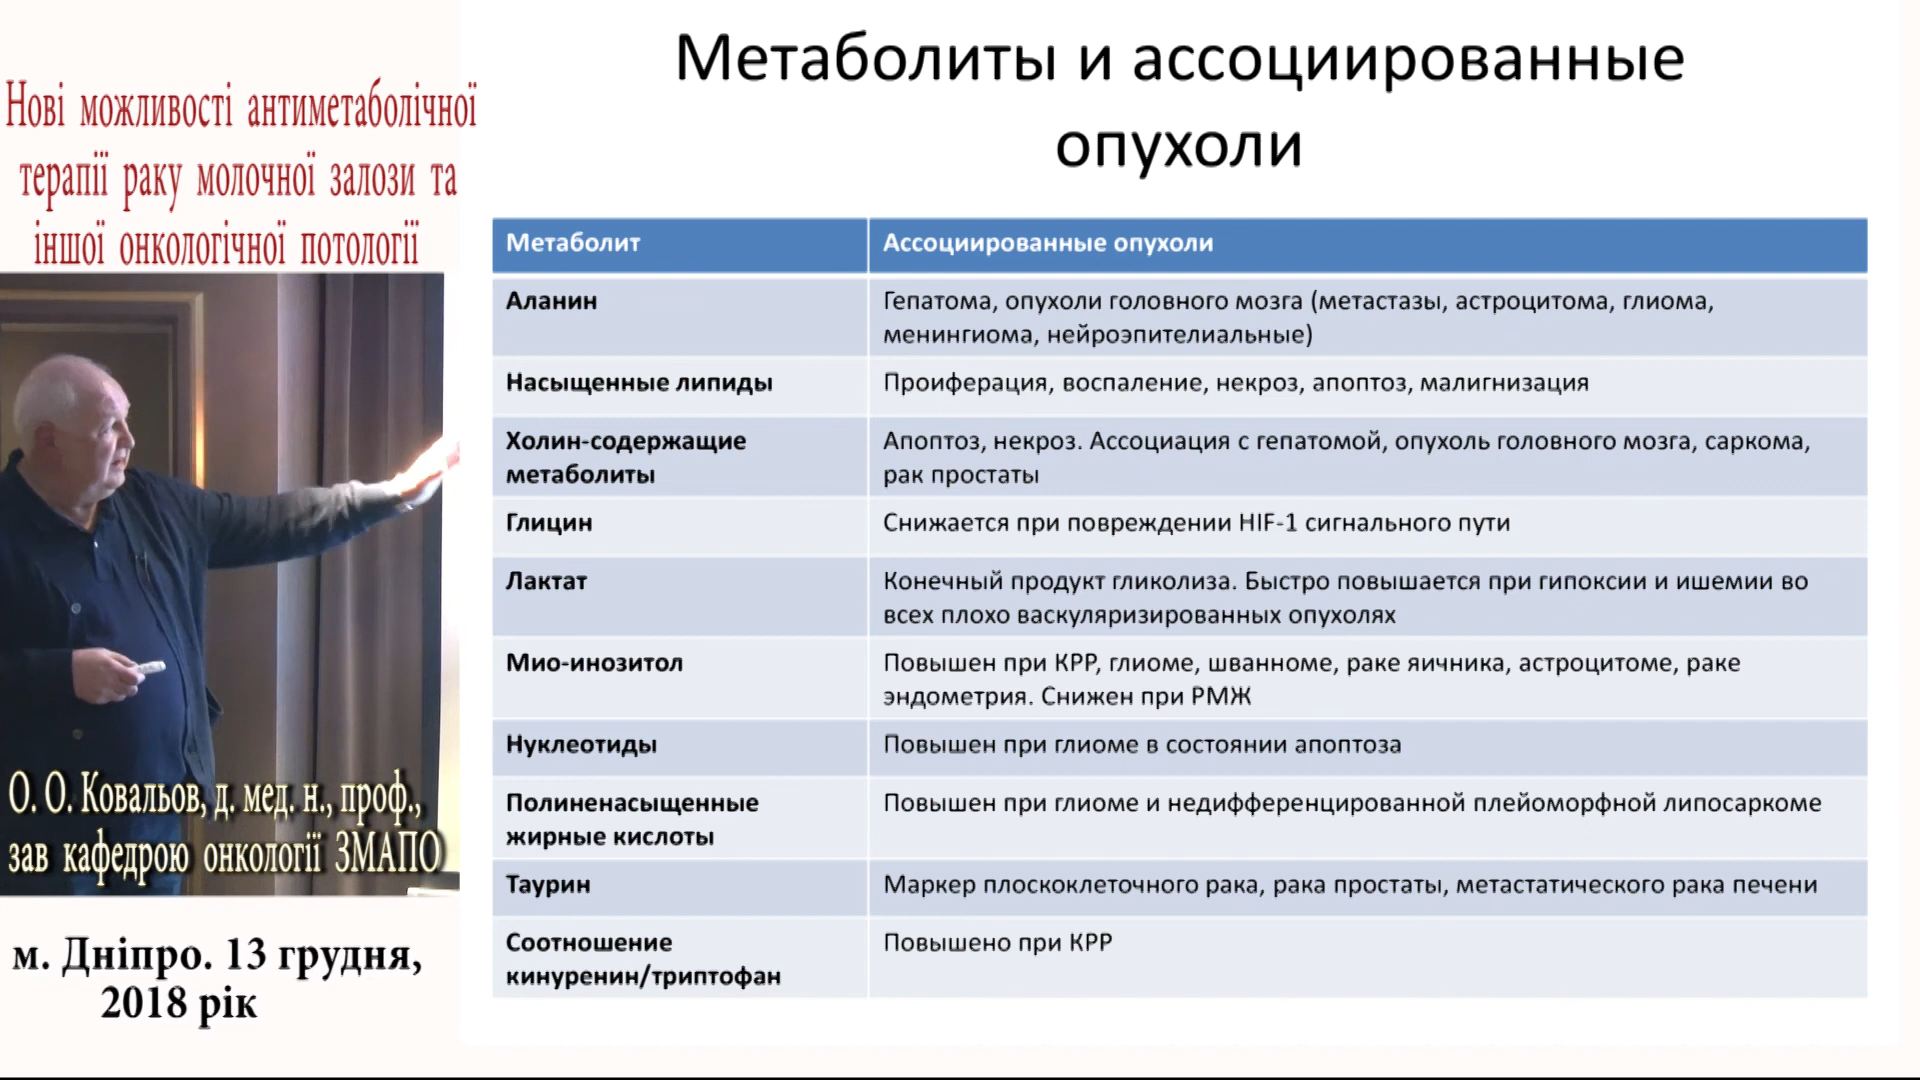 Нові можливості антиметаболічної
терапії раку молочної залози та
іншої онкологічної потології
О. О. Ковальов, д. мед. н., проф.,
зав кафедрою онкології ЗМАПО
м. Дніпро. 13 грудня,
2018 рік
Метаболиты и ассоциированные
опухоли
Метаболит
Ассоциированные опухоли
Аланин
Гепатома, опухоли головного мозга (метастазы, астроцитома, глиома,
менингиома, нейроэпителиальные)
Насыщенные липиды
Проиферация, воспаление, некроз, апоптоз, малигнизация
Холин-содержащие
метаболиты
Апоптоз, некроз. Ассоциация с гепатомой, опухоль головного мозга, саркома,
рак простаты
Глицин
Снижается при повреждении HIF-1 сигнального пути
Лактат
Конечный продукт гликолиза. Быстро повышается при гипоксии и ишемии во
всех плохо васкуляризированных опухолях
Мио-инозитол
Повышен при КРР, глиоме, шванноме, раке яичника, астроцитоме, раке
эндометрия. Снижен при РМЖ
Нуклеотиды
Повышен при глиоме в состоянии апоптоза
Полиненасыщенные
жирные кислоты
Повышен при глиоме и недифференцированной плейоморфной липосаркоме
Таурин
Маркер плоскоклеточного рака, рака простаты, метастатического рака печени
Соотношение
кинуренин/триптофан
Повышено при КРР